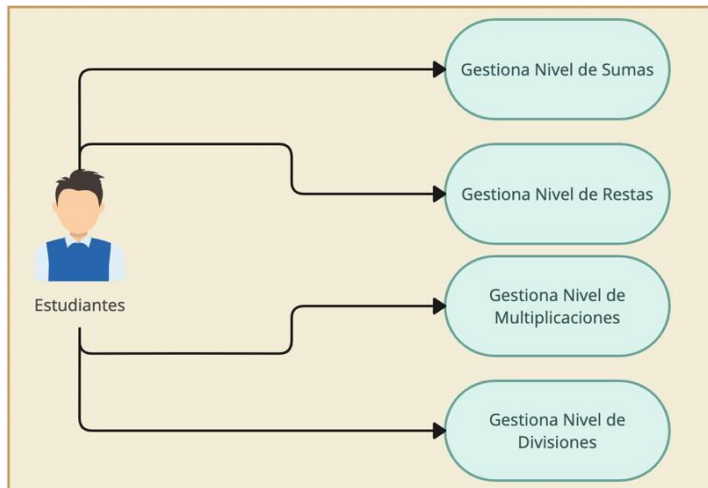 Gestiona Nivel de Sumas
Gestiona Nivel de Restas
Estudiantes
Gestiona Nivel de
Multiplicaciones
Gestiona Nivel de
Divisiones